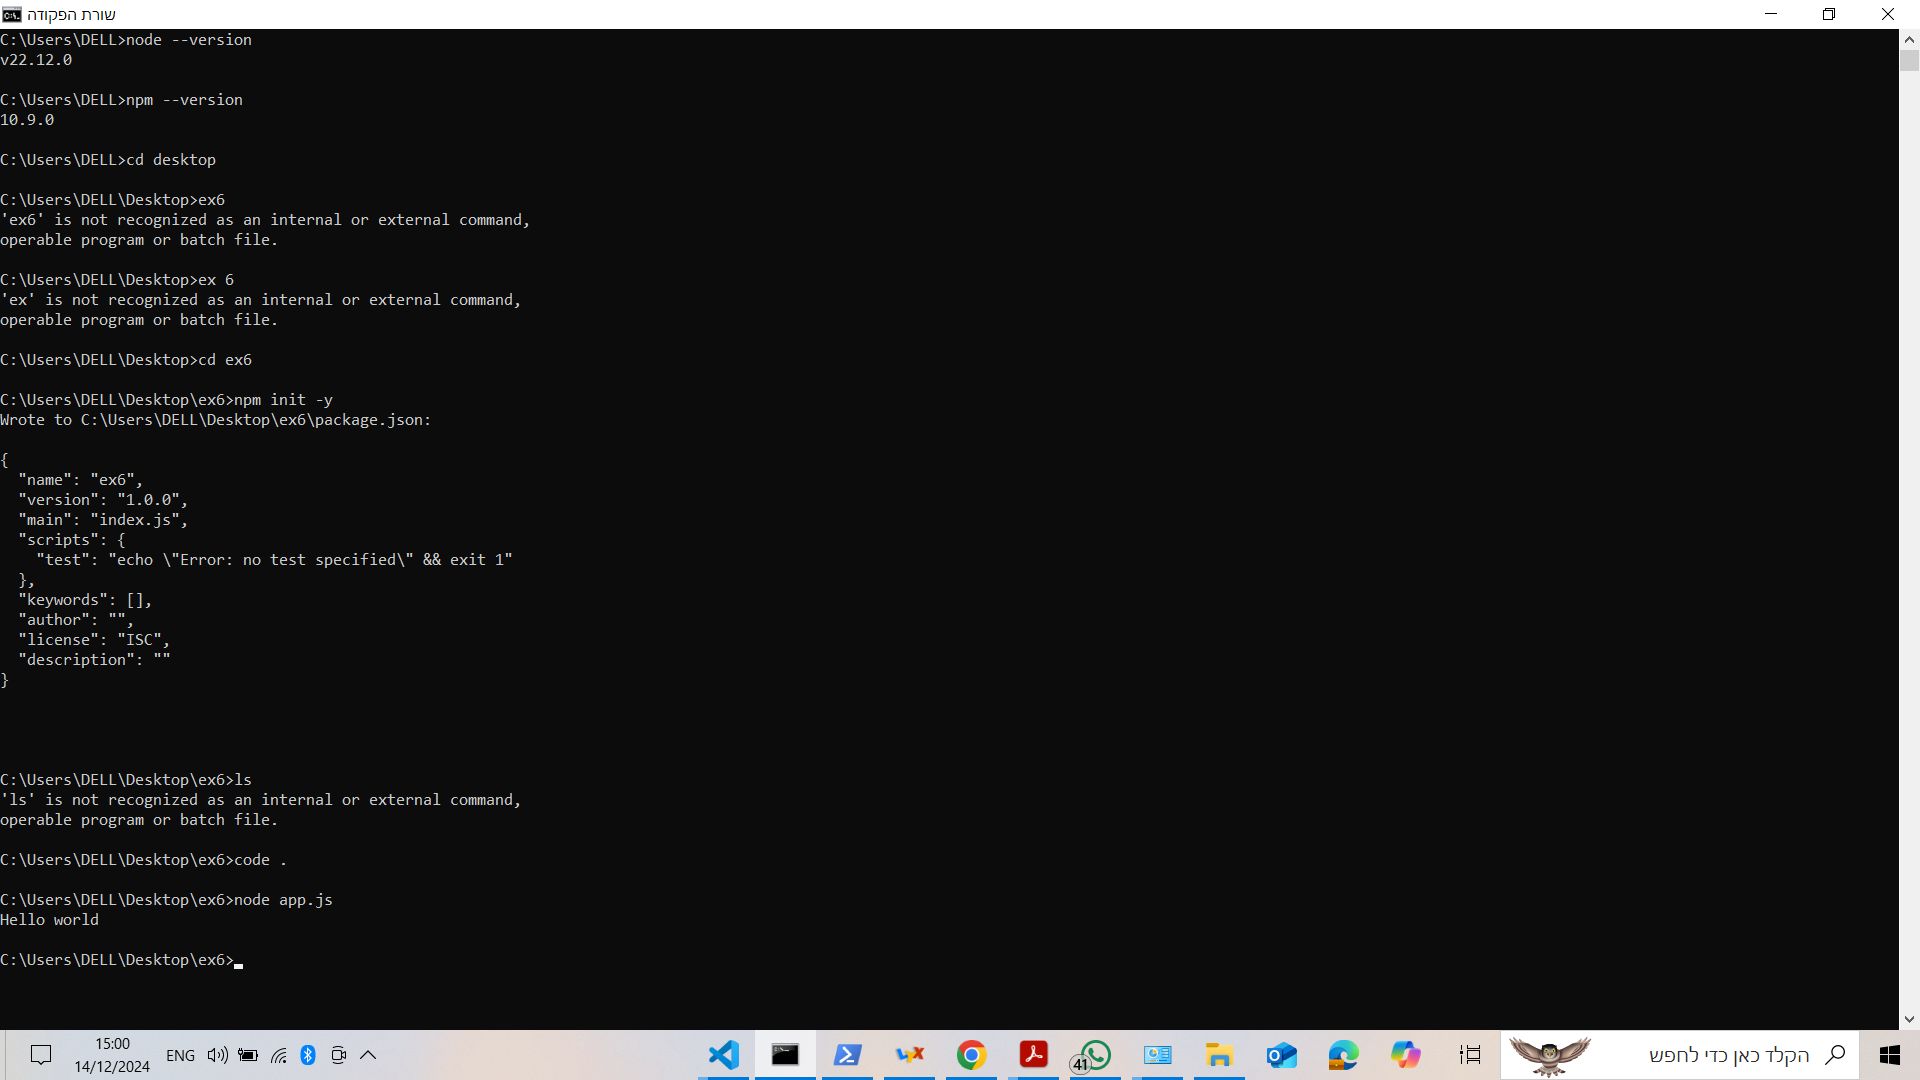 שורת הפקודה
C:\Users\DELL>node --version
v22.12.0
C:\Users\DELL>npm --version
10.9.0
C:\Users\DELL>cd desktop
C:\Users\DELL\Desktop>ex6
'ex6' is not recognized as an internal or external command,
operable program or batch file.
C:\Users\DELL\Desktop>ex 6
'ex' is not recognized as an internal or external command,
operable program or batch file.
C:\Users\DELL\Desktop>cd ex6
C:\Users\DELL\Desktop\ex6>npm init -y
Wrote to C:\Users\DELL\Desktop\ex6\package.json:
{
  "name": "ex6",
  "version": "1.0.0",
  "main": "index.js",
  "scripts": {
    "test": "echo \"Error: no test specified\" && exit 1"
  },
  "keywords": [],
  "author": "",
  "license": "ISC",
  "description": ""
}
C:\Users\DELL\Desktop\ex6>ls
'ls' is not recognized as an internal or external command,
operable program or batch file.
C:\Users\DELL\Desktop\ex6>code .
C:\Users\DELL\Desktop\ex6>node app.js
Hello world
C:\Users\DELL\Desktop\ex6>
15:00
14/12/2024
ENG
41
הקלד כאן כדי לחפש